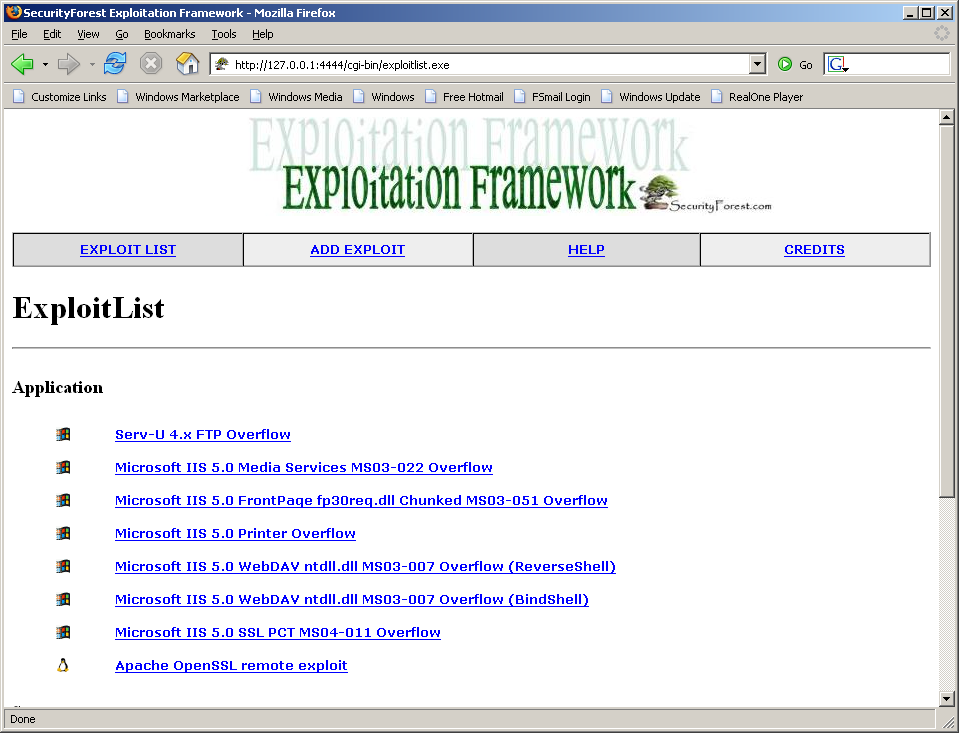 SecurityForest Exploitation Framework - Mozilla Firefox
File Edit View Go Bookmarks Tools Help
http://127.0.0.1:4444/cgi-bin/exploitlist.exe Go G
Customize Links Windows Marketplace Windows Media Windows Free Hotmail FSmail Login Windows Update RealOne Player
EXPloitation Framework
EXPloitation Framework SecurityForest.com
EXPLOIT LIST ADD EXPLOIT HELP CREDITS
ExploitList
Application
Serv-U 4.x FTP Overflow
Microsoft IIS 5.0 Media Services MS03-022 Overflow
Microsoft IIS 5.0 FrontPage fp30req.dll Chunked MS03-051 Overflow
Microsoft IIS 5.0 Printer Overflow
Microsoft IIS 5.0 WebDAV ntdll.dll MS03-007 Overflow (ReverseShell)
Microsoft IIS 5.0 WebDAV ntdll.dll MS03-007 Overflow (BindShell)
Microsoft IIS 5.0 SSL PCT MS04-011 Overflow
Apache OpenSSL remote exploit
Done